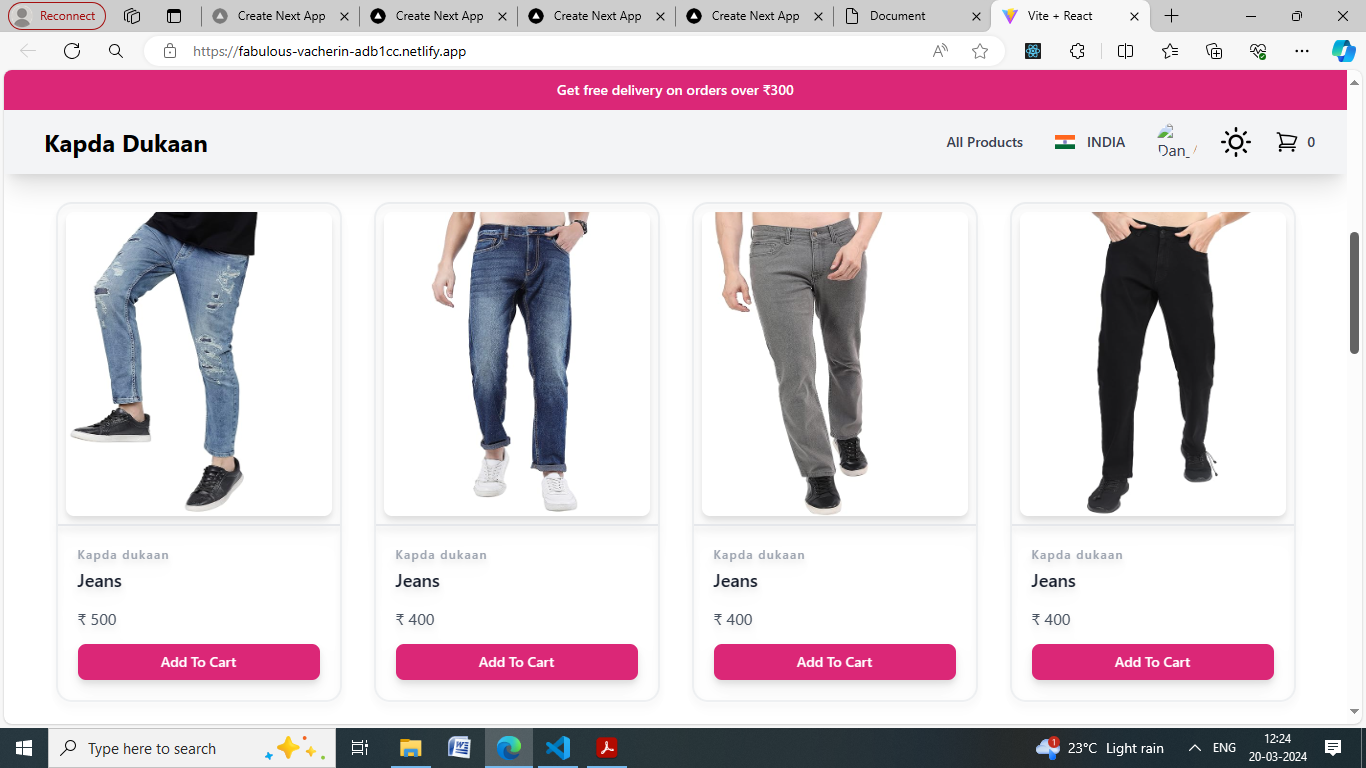 Reconnect
Create Next App
Create Next App
Create Next App
Create Next App
Document
Vite + React
https://fabulous-vacherin-adb1cc.netlify.app
Get free delivery on orders over ₹300
Kapda Dukaan
All Products
INDIA
Dan_
0
Kapda dukaan
Jeans
₹ 500
Add To Cart
Kapda dukaan
Jeans
₹ 400
Add To Cart
Kapda dukaan
Jeans
₹ 400
Add To Cart
Kapda dukaan
Jeans
₹ 400
Add To Cart
Type here to search
1
23°C Light rain
ENG
12:24
20-03-2024